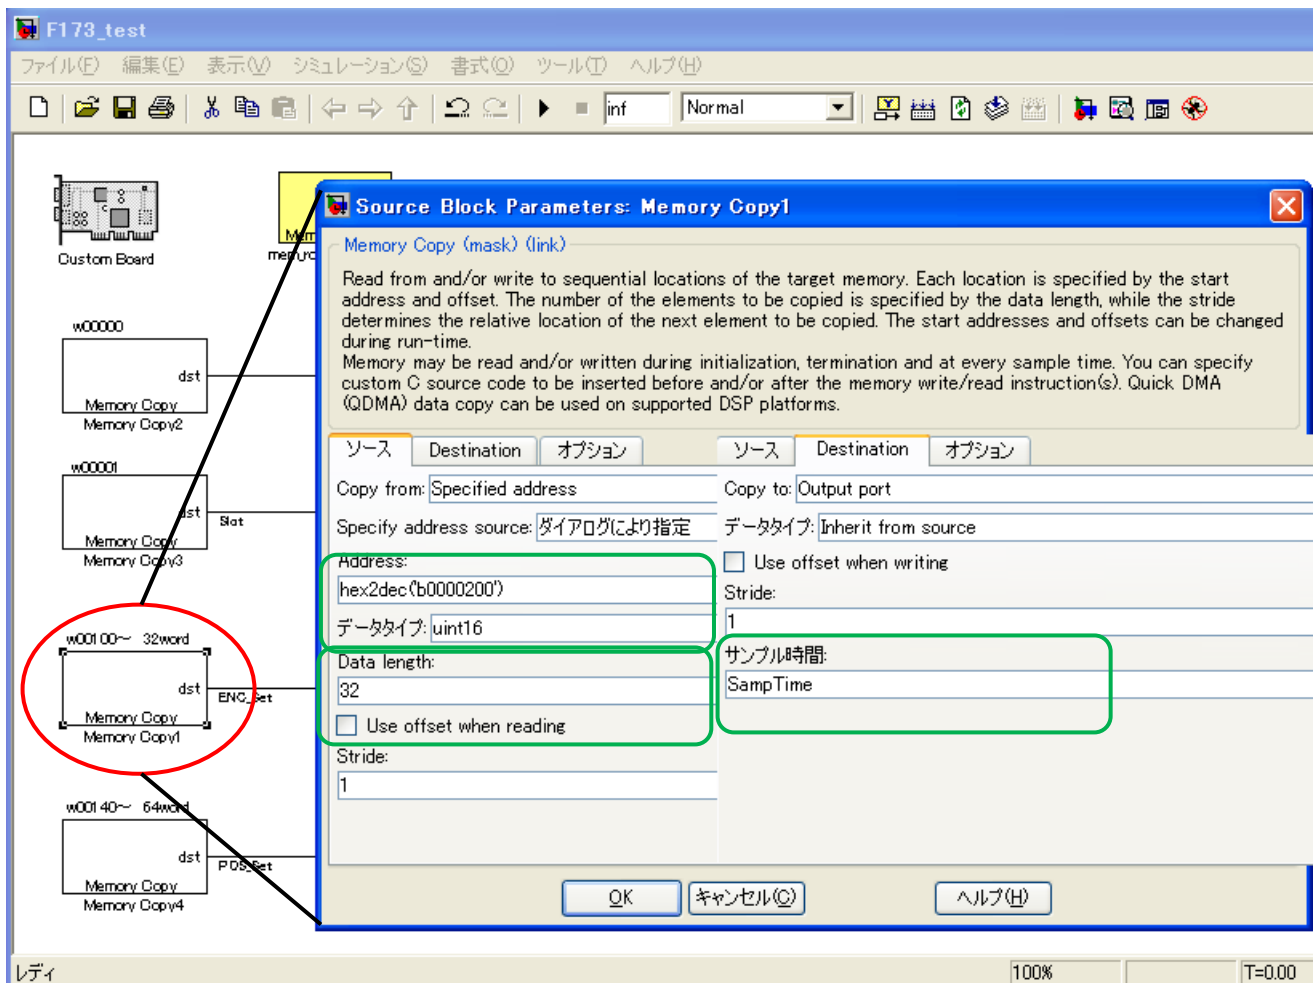 F173_test
ファイル(F) 編集(E) 表示(V) シミュレーション(S) 書式(O) ツール(T) ヘルプ(H)
inf Normal
Custom Board
w00000
dst
Memory Copy
Memory Copy2
w00001
dst
Slot
Memory Copy
Memory Copy3
w00100～ 32word
dst
ENG_Set
Memory Copy
Memory Copy1
w00140～ 64word
dst
POS_Set
Memory Copy
Memory Copy4
Source Block Parameters: Memory Copy1
Memory Copy (mask) (link)
Read from and/or write to sequential locations of the target memory. Each location is specified by the start
address and offset. The number of the elements to be copied is specified by the data length, while the stride
determines the relative location of the next element to be copied. The start addresses and offsets can be changed
during run-time.
Memory may be read and/or written during initialization, termination and at every sample time. You can specify
custom C source code to be inserted before and/or after the memory write/read instruction(s). Quick DMA
(QDMA) data copy can be used on supported DSP platforms.
ソース Destination オプション
Copy from: Specified address
Specify address source: ダイアログにより指定
Address:
hex2dec('b0000200')
データタイプ: uint16
Data length:
32
Use offset when reading
Stride:
1
ソース Destination オプション
Copy to: Output port
データタイプ: Inherit from source
Use offset when writing
Stride:
1
サンプル時間:
SampTime
OK キャンセル(C) ヘルプ(H)
レディ 100% T=0.00